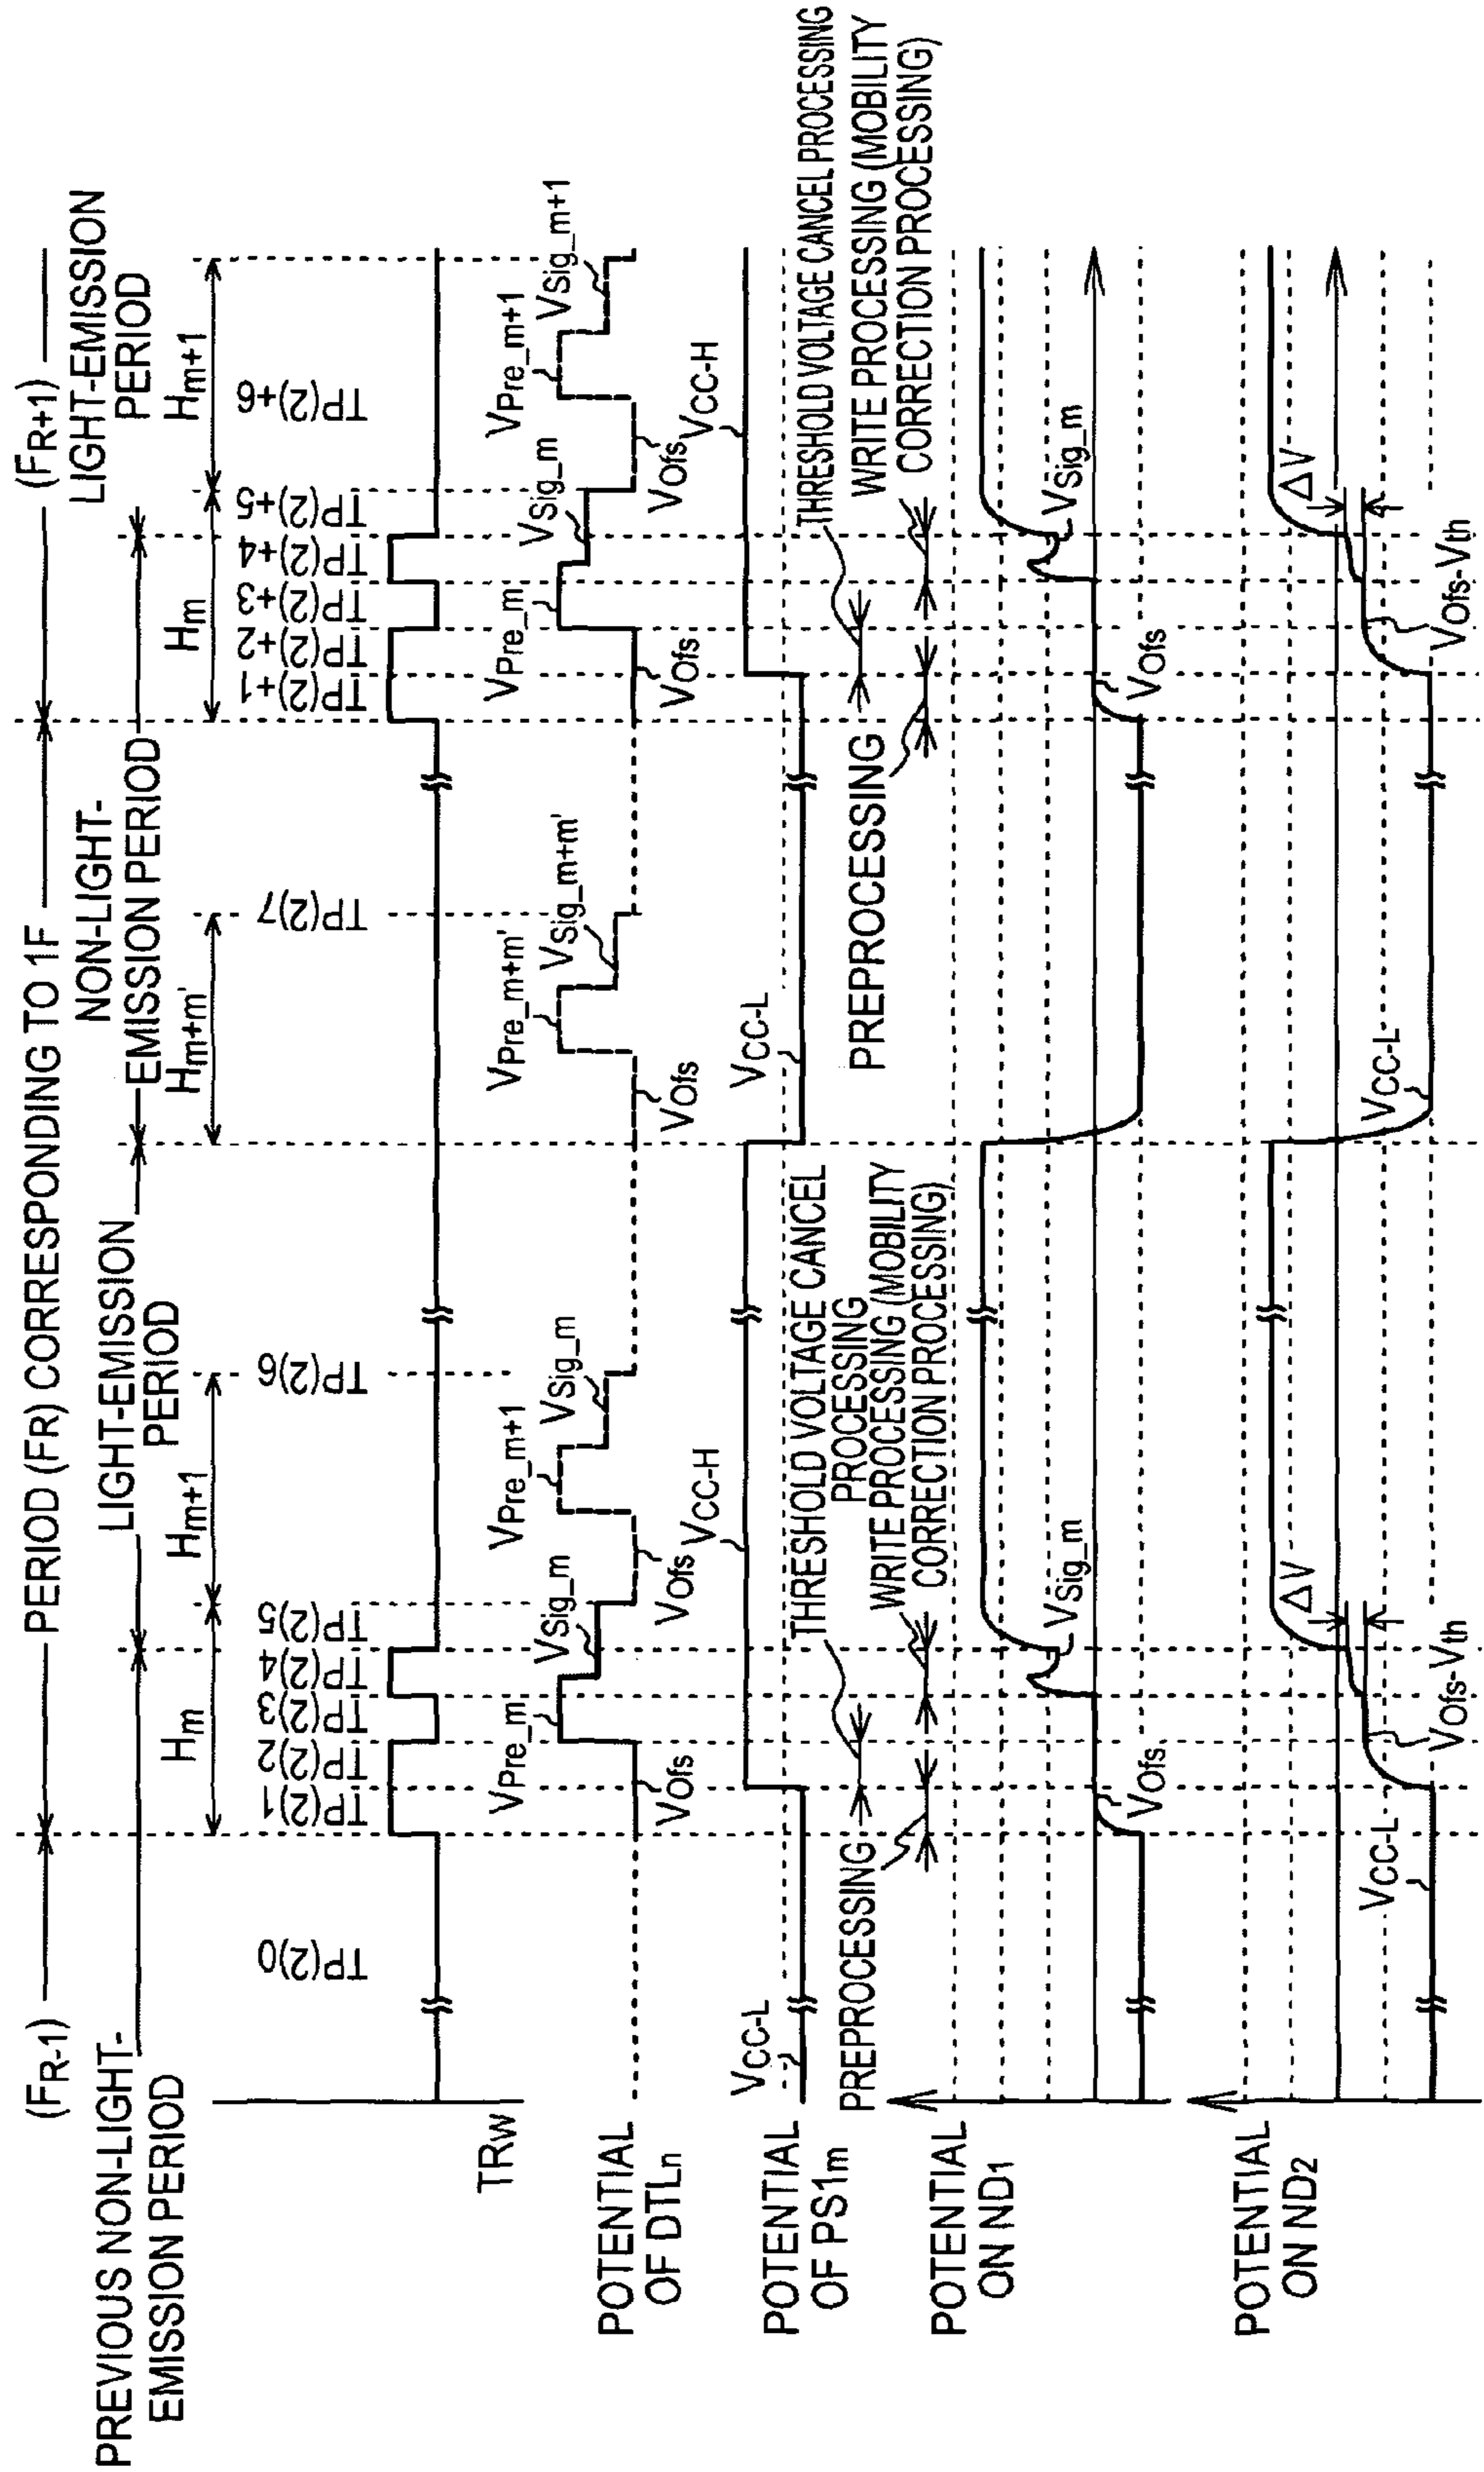 (FR-1)
PERIOD (FR) CORRESPONDING TO 1F
(FR+1)
PREVIOUS NON-LIGHT-
EMISSION PERIOD
LIGHT-EMISSION
PERIOD
NON-LIGHT-
EMISSION PERIOD
LIGHT-EMISSION
PERIOD
Hm
Hm+1
Hm+m'
Hm
Hm+1
TP(2)0
TP(2)1
TP(2)2
TP(2)3
TP(2)4
TP(2)5
TP(2)6
TP(2)7
TP(2)+1
TP(2)+2
TP(2)+3
TP(2)+4
TP(2)+5
TP(2)+6
TRW
POTENTIAL
OF DTLn
VOfs
VPre_m
VSig_m
VOfs
VPre_m+1
VSig_m
VOfs
VPre_m+m'
VSig_m+m'
VOfs
VPre_m
VSig_m
VOfs
VPre_m+1
VSig_m+1
POTENTIAL
OF PS1m
VCC-L
VCC-H
VCC-L
VCC-H
PREPROCESSING
THRESHOLD VOLTAGE CANCEL
PROCESSING
WRITE PROCESSING (MOBILITY
CORRECTION PROCESSING)
PREPROCESSING
THRESHOLD VOLTAGE CANCEL PROCESSING
WRITE PROCESSING (MOBILITY
CORRECTION PROCESSING)
POTENTIAL
ON ND1
VOfs
VSig_m
VOfs
VSig_m
POTENTIAL
ON ND2
VCC-L
VOfs-Vth
ΔV
VCC-L
VOfs-Vth
ΔV